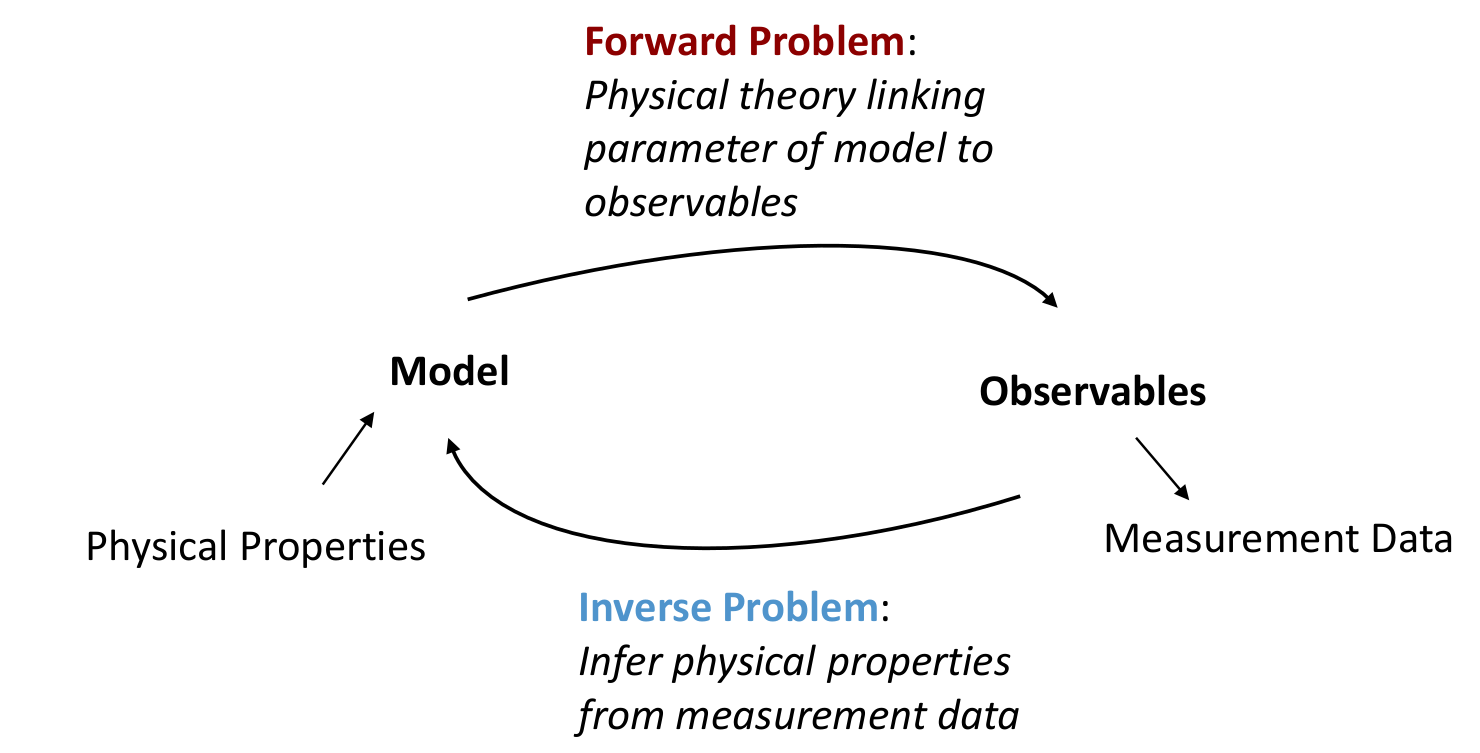 Forward Problem:
Physical theory linking
parameter of model to
observables
Model
Observables
Physical Properties
Measurement Data
Inverse Problem:
Infer physical properties
from measurement data